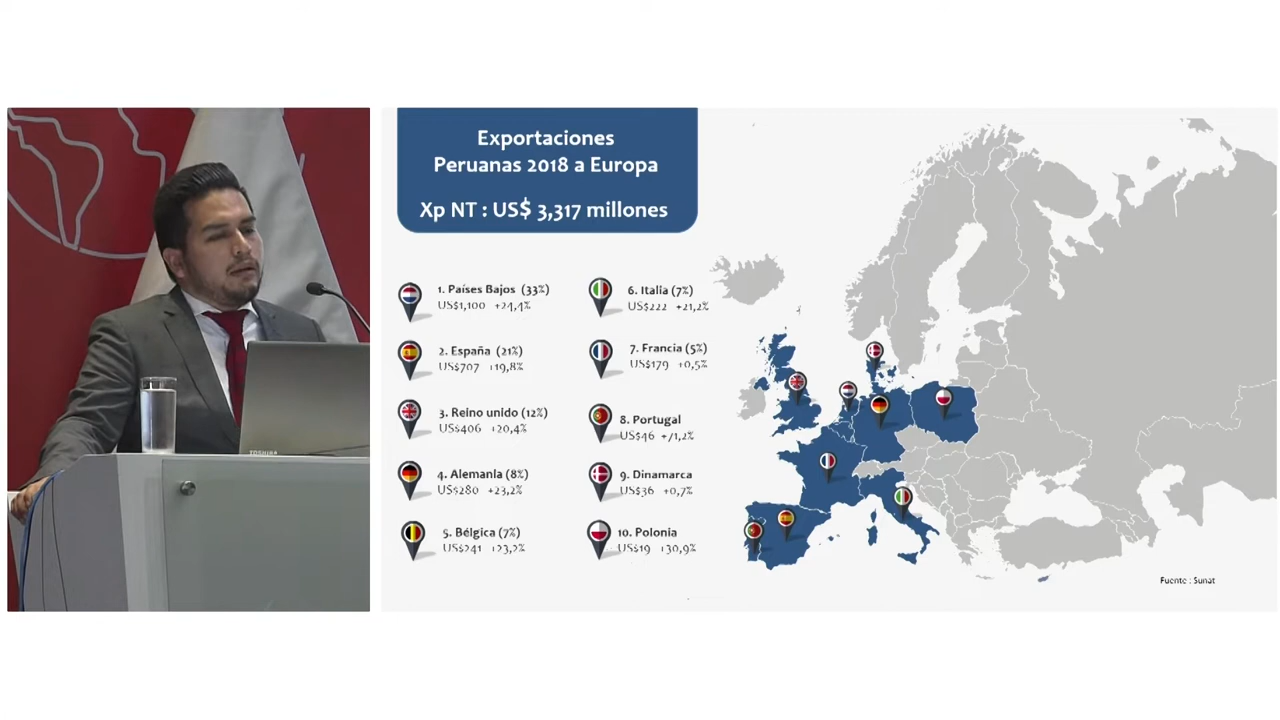 Exportaciones
Peruanas 2018 a Europa
Xp NT : US$ 3,317 millones
1. Países Bajos (33%)
US$1,100 +24,4%
2. España (21%)
US$707 +19,8%
3. Reino unido (12%)
US$406 +20,4%
4. Alemania (8%)
US$280 +23,2%
5. Bélgica (7%)
US$241
6. Italia (7%)
US$222 +21,2%
7. Francia (5%)
US$179 +0,5%
8. Portugal
US$46 +71,2%
9. Dinamarca
US$36 +0,7%
10. Polonia
US$19 +30,9%
Fuente : Sunat
TOSHIBA